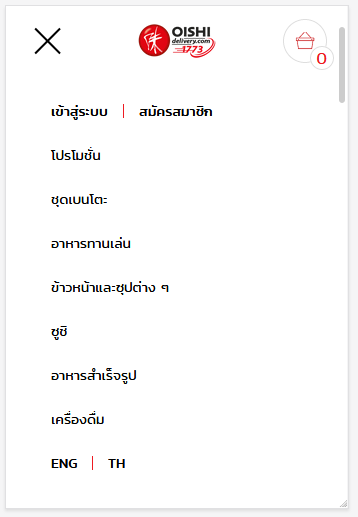 OISHI
delivery.com
1773
0
เข้าสู่ระบบ | สมัครสมาชิก
โปรโมชั่น
ชุดเบนโตะ
อาหารทานเล่น
ข้าวหน้าและซุปต่าง ๆ
ซูชิ
อาหารสำเร็จรูป
เครื่องดื่ม
ENG | TH